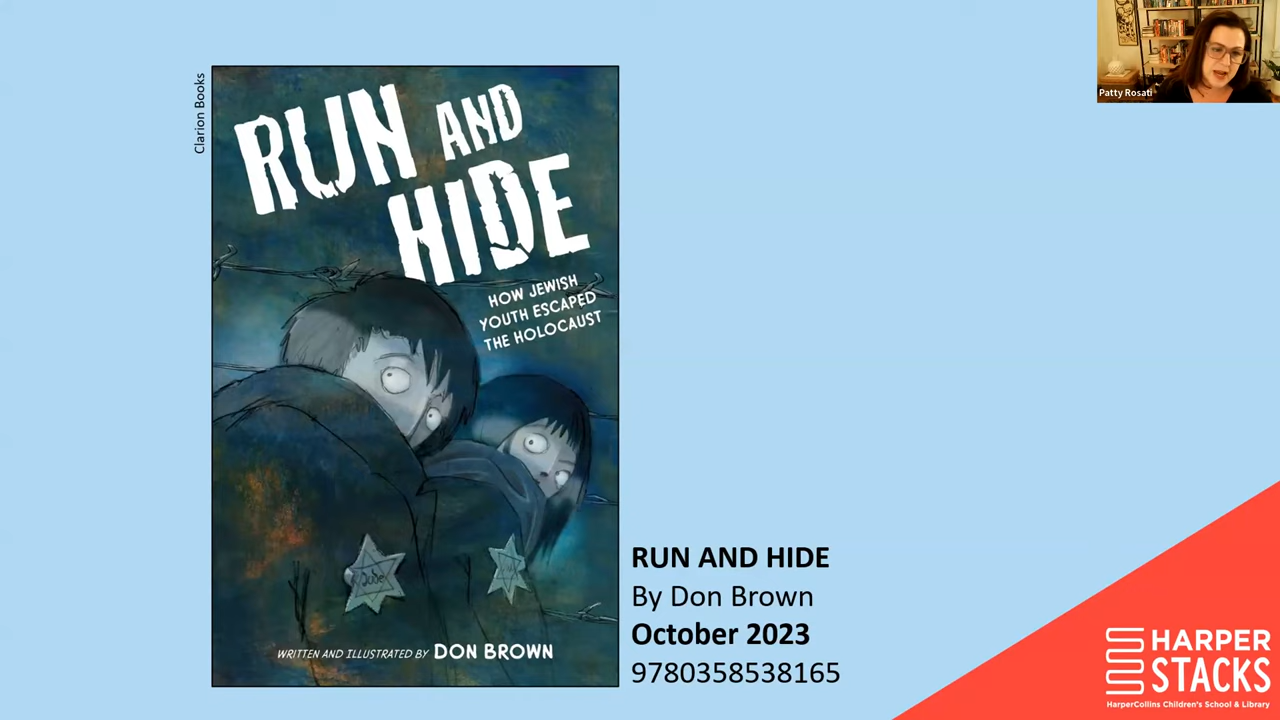 Clarion Books
RUN AND
HIDE
HOW JEWISH
YOUTH ESCAPED
THE HOLOCAUST
Jude
WRITTEN AND ILLUSTRATED BY DON BROWN
RUN AND HIDE
By Don Brown
October 2023
9780358538165
Patty Rosati
HARPER
STACKS
HarperCollins Children's School & Library